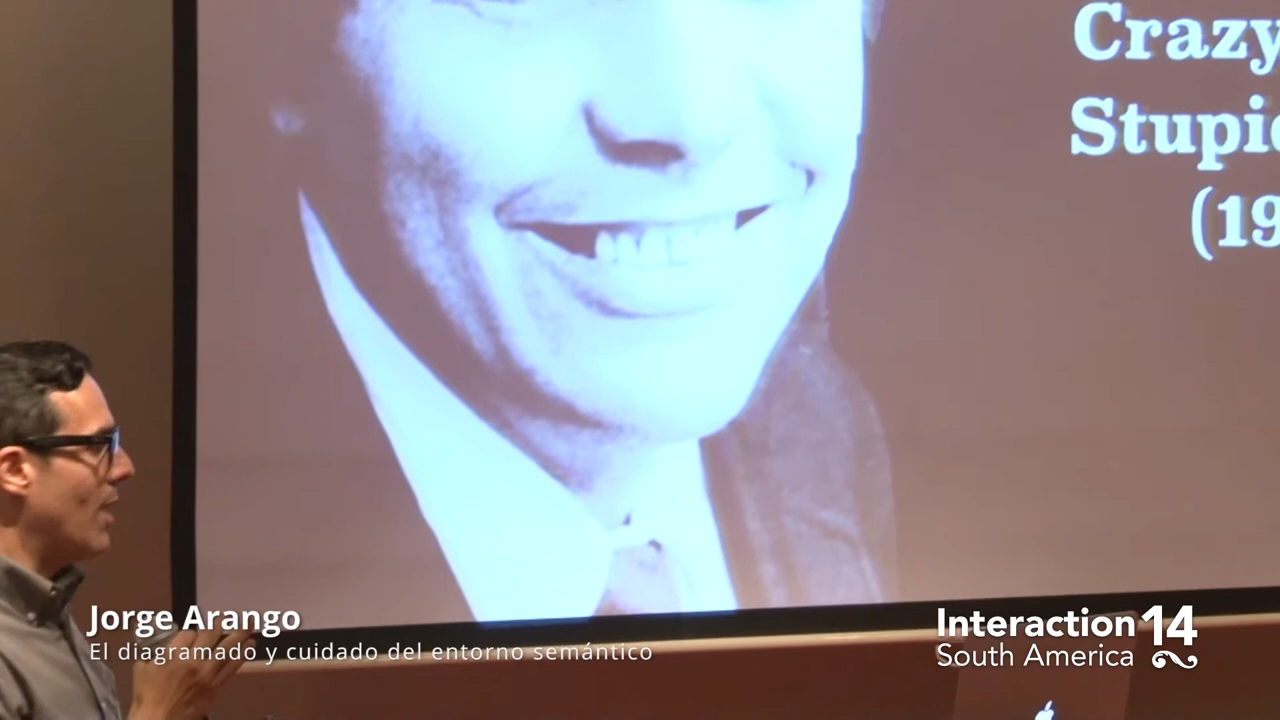 Crazy
Stupi
(19
Jorge Arango
El diagramado y cuidado del entorno semántico
Interaction 14
South America